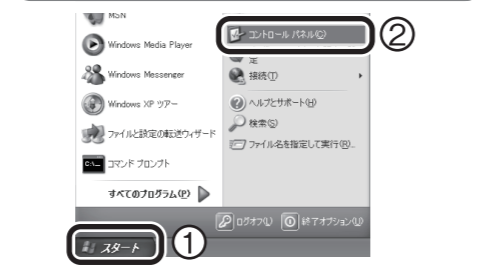 MSN
Windows Media Player
Windows Messenger
Windows XP ツアー
ファイルと設定の転送ウィザード
コマンド プロンプト
すべてのプログラム(P)
コントロール パネル(C)
②
定
接続(T)
ヘルプとサポート(H)
検索(S)
ファイル名を指定して実行(R)...
ログオフ(L)
終了オプション(U)
スタート
①